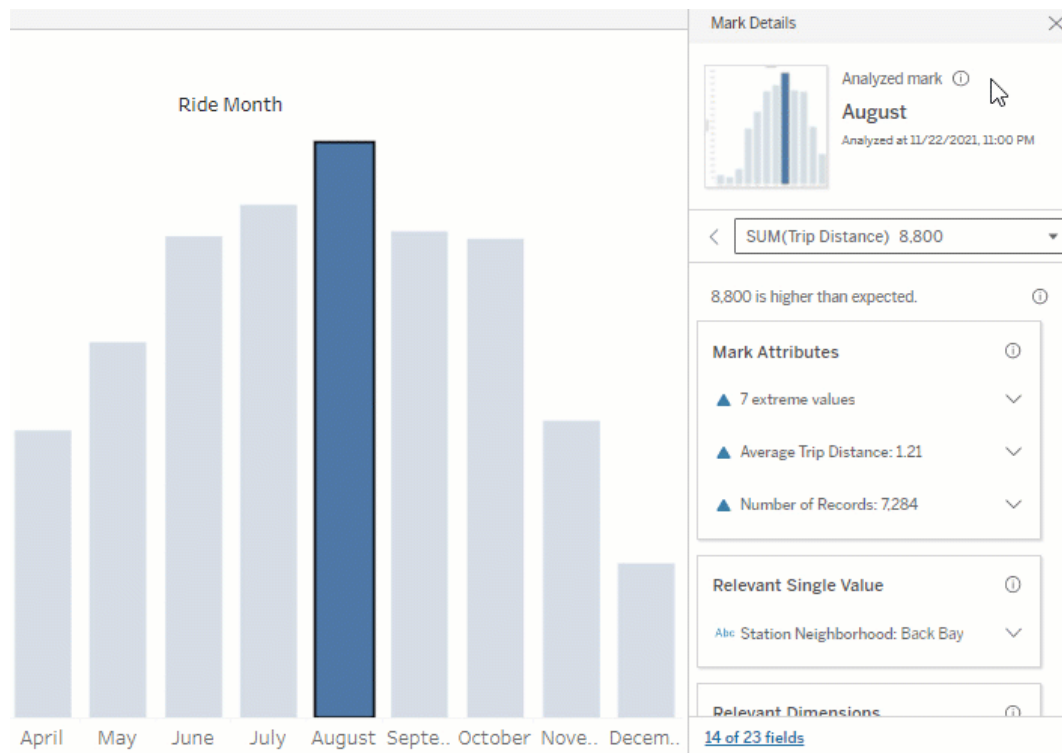 Ride Month
April May June July August Septe.. October Nove.. Decem..
Mark Details
Analyzed mark
August
Analyzed at 11/22/2021, 11:00 PM
SUM(Trip Distance) 8,800
8,800 is higher than expected.
Mark Attributes
7 extreme values
Average Trip Distance: 1.21
Number of Records: 7,284
Relevant Single Value
Abc Station Neighborhood: Back Bay
Relevant Dimensions
14 of 23 fields